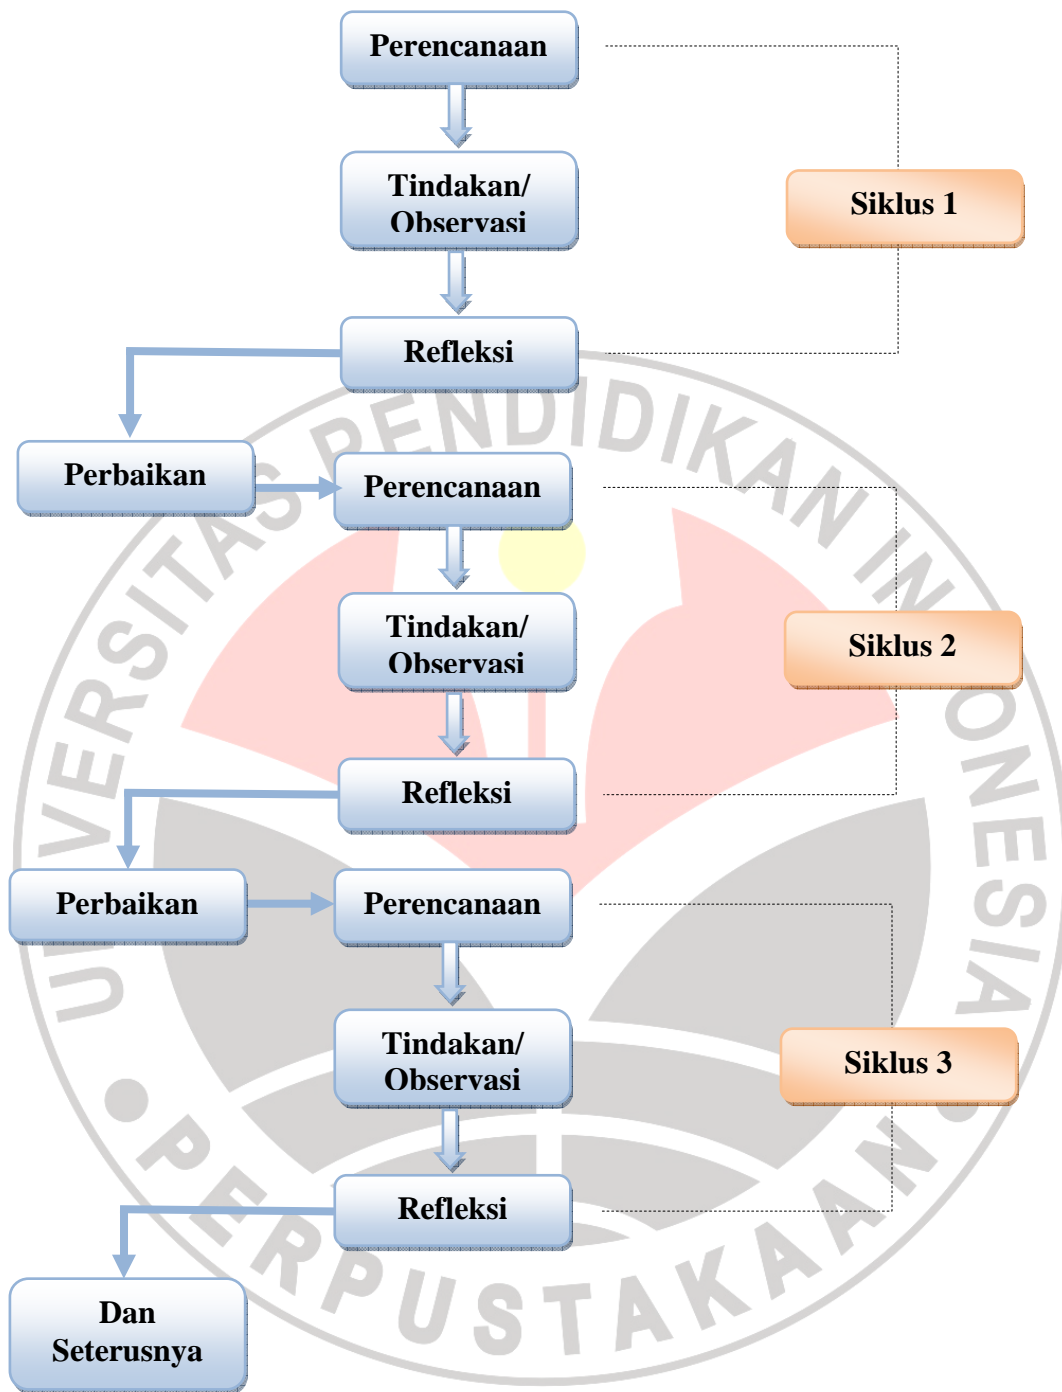 Perencanaan
Tindakan/
Observasi
Siklus 1
Refleksi
Perbaikan
Perencanaan
Tindakan/
Observasi
Siklus 2
Refleksi
Perbaikan
Perencanaan
Tindakan/
Observasi
Siklus 3
Refleksi
Dan
Seterusnya
UNIVERSITAS PENDIDIKAN INDONESIA
PERPUSTAKAAN